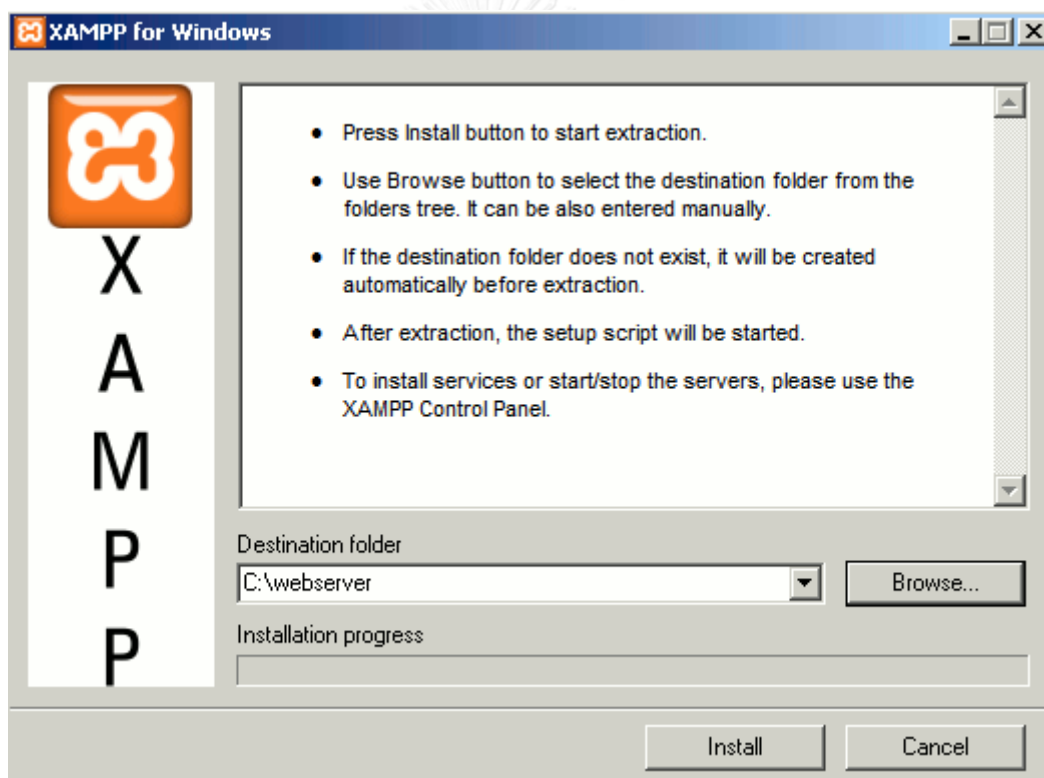 XAMPP for Windows
X
A
M
P
P
● Press Install button to start extraction.
● Use Browse button to select the destination folder from the
folders tree. It can be also entered manually.
● If the destination folder does not exist, it will be created
automatically before extraction.
● After extraction, the setup script will be started.
● To install services or start/stop the servers, please use the
XAMPP Control Panel.
Destination folder
C:\webserver
Browse...
Installation progress
Install
Cancel